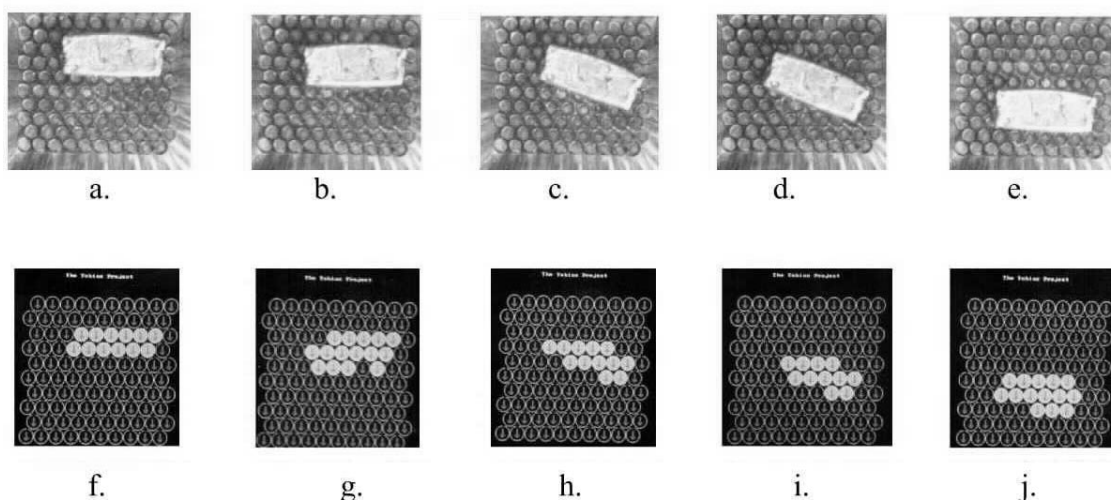 a. b. c. d. e.
The Tobias Project The Tobias Project The Tobias Project The Tobias Project The Tobias Project
f. g. h. i. j.